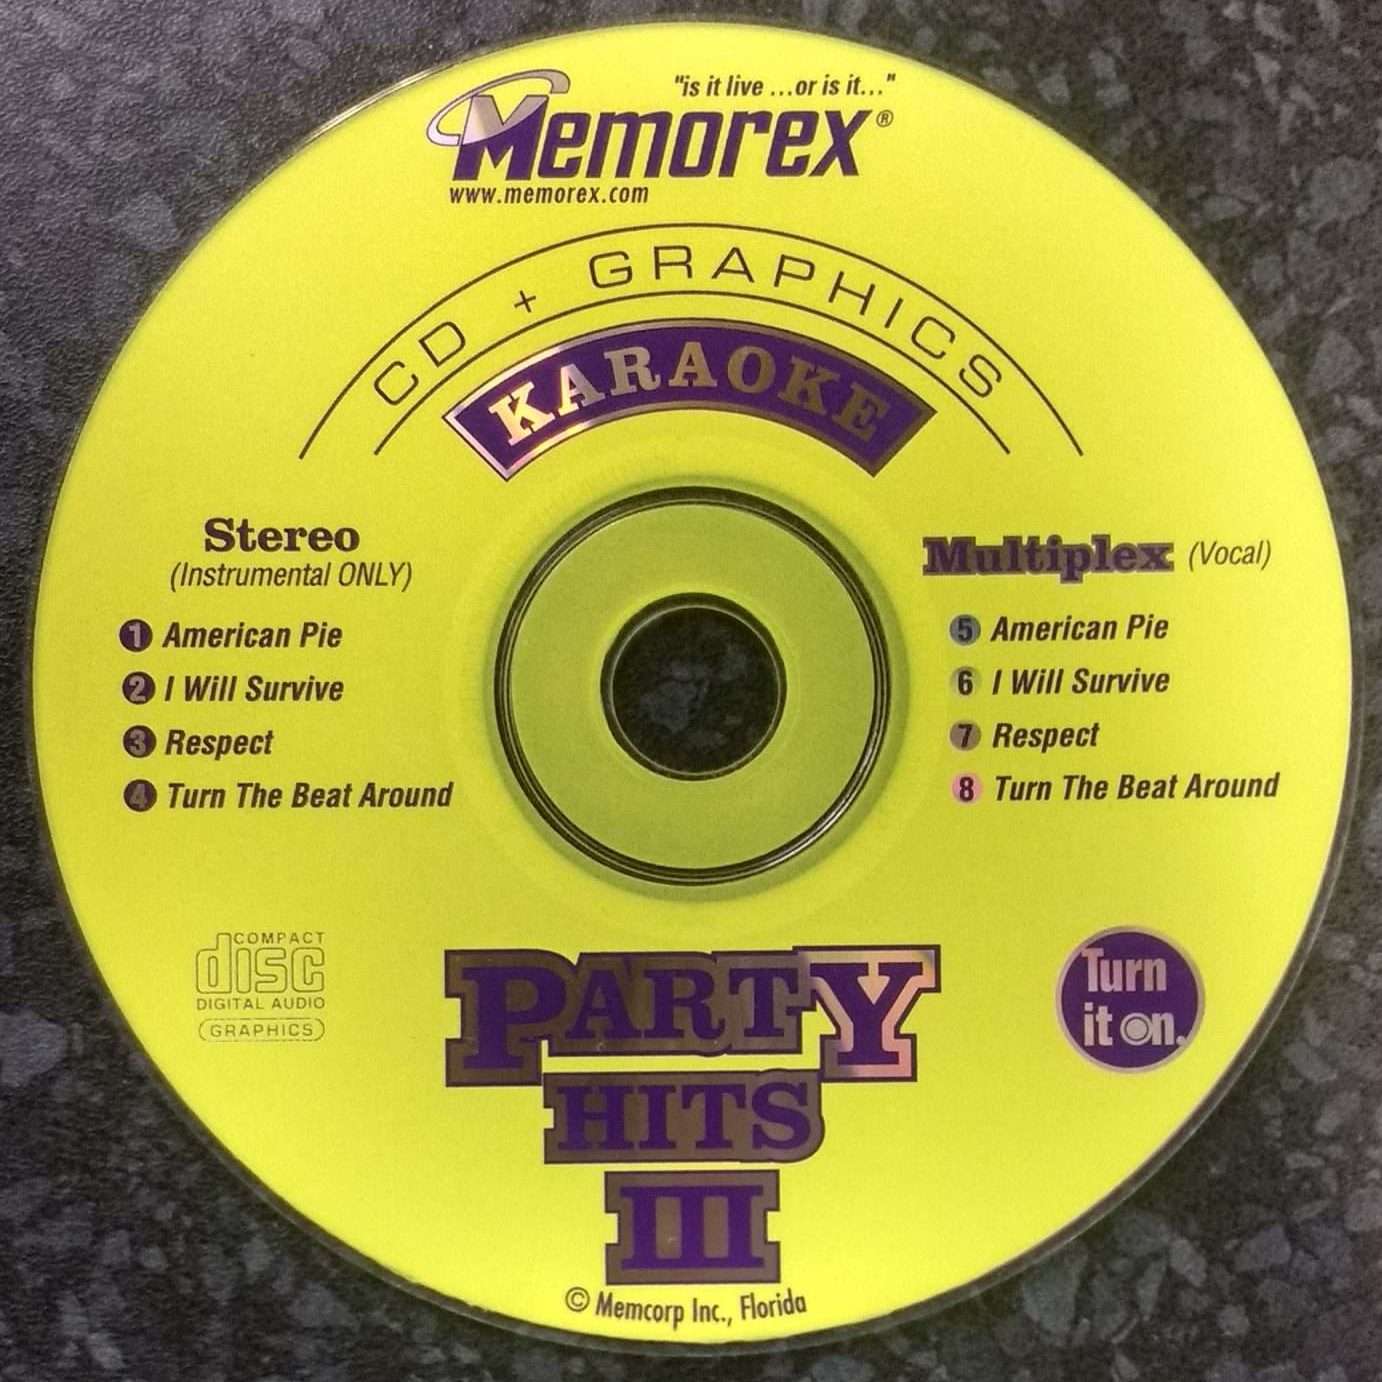 "is it live ...or is it..."
Memorex®
www.memorex.com
CD + GRAPHICS
KARAOKE
Stereo
(Instrumental ONLY)
1 American Pie
2 I Will Survive
3 Respect
4 Turn The Beat Around
Multiplex (Vocal)
5 American Pie
6 I Will Survive
7 Respect
8 Turn The Beat Around
COMPACT
disc
DIGITAL AUDIO
GRAPHICS
PARTY
HITS
III
Turn
it on.
© Memcorp Inc., Florida